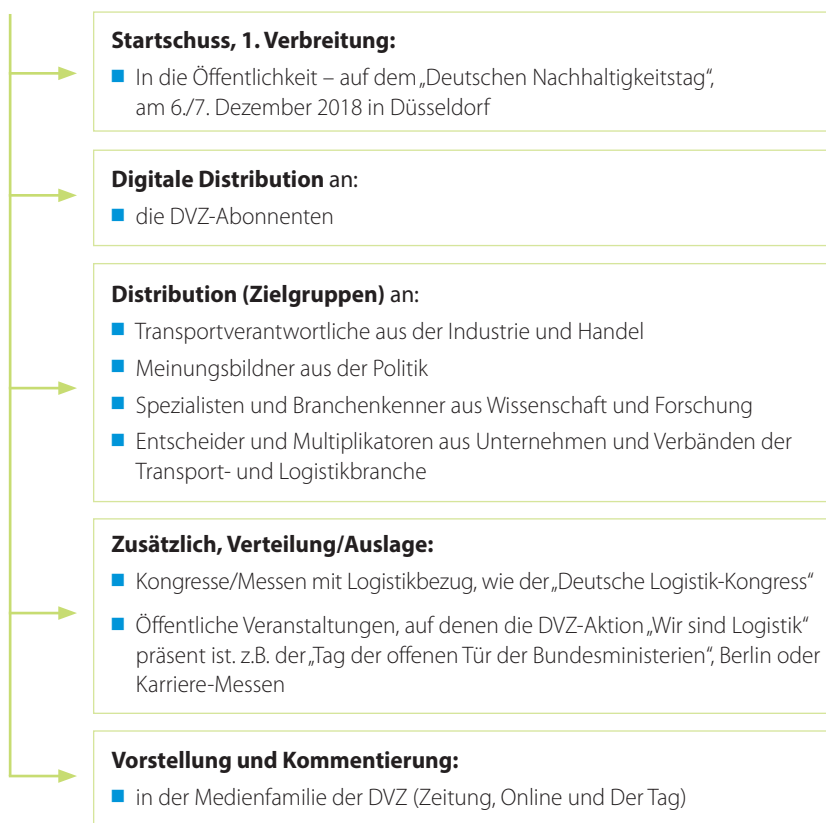 Startschuss, 1. Verbreitung:
■ In die Öffentlichkeit – auf dem „Deutschen Nachhaltigkeitstag“,
am 6./7. Dezember 2018 in Düsseldorf
Digitale Distribution an:
■ die DVZ-Abonnenten
Distribution (Zielgruppen) an:
■ Transportverantwortliche aus der Industrie und Handel
■ Meinungsbildner aus der Politik
■ Spezialisten und Branchenkenner aus Wissenschaft und Forschung
■ Entscheider und Multiplikatoren aus Unternehmen und Verbänden der
Transport- und Logistikbranche
Zusätzlich, Verteilung/Auslage:
■ Kongresse/Messen mit Logistikbezug, wie der „Deutsche Logistik-Kongress“
■ Öffentliche Veranstaltungen, auf denen die DVZ-Aktion „Wir sind Logistik“
präsent ist. z.B. der „Tag der offenen Tür der Bundesministerien“, Berlin oder
Karriere-Messen
Vorstellung und Kommentierung:
■ in der Medienfamilie der DVZ (Zeitung, Online und Der Tag)